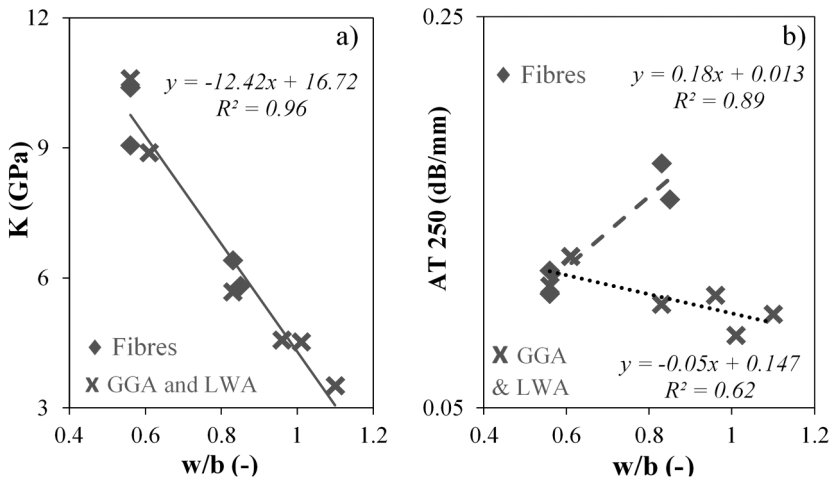 a)
y = -12.42x + 16.72
R² = 0.96
12
9
6
3
K (GPa)
Fibres
GGA and LWA
0.4 0.6 0.8 1 1.2
w/b (-)
b)
Fibres
y = 0.18x + 0.013
R² = 0.89
0.25
0.05
AT 250 (dB/mm)
GGA
& LWA
y = -0.05x + 0.147
R² = 0.62
0.4 0.6 0.8 1 1.2
w/b (-)